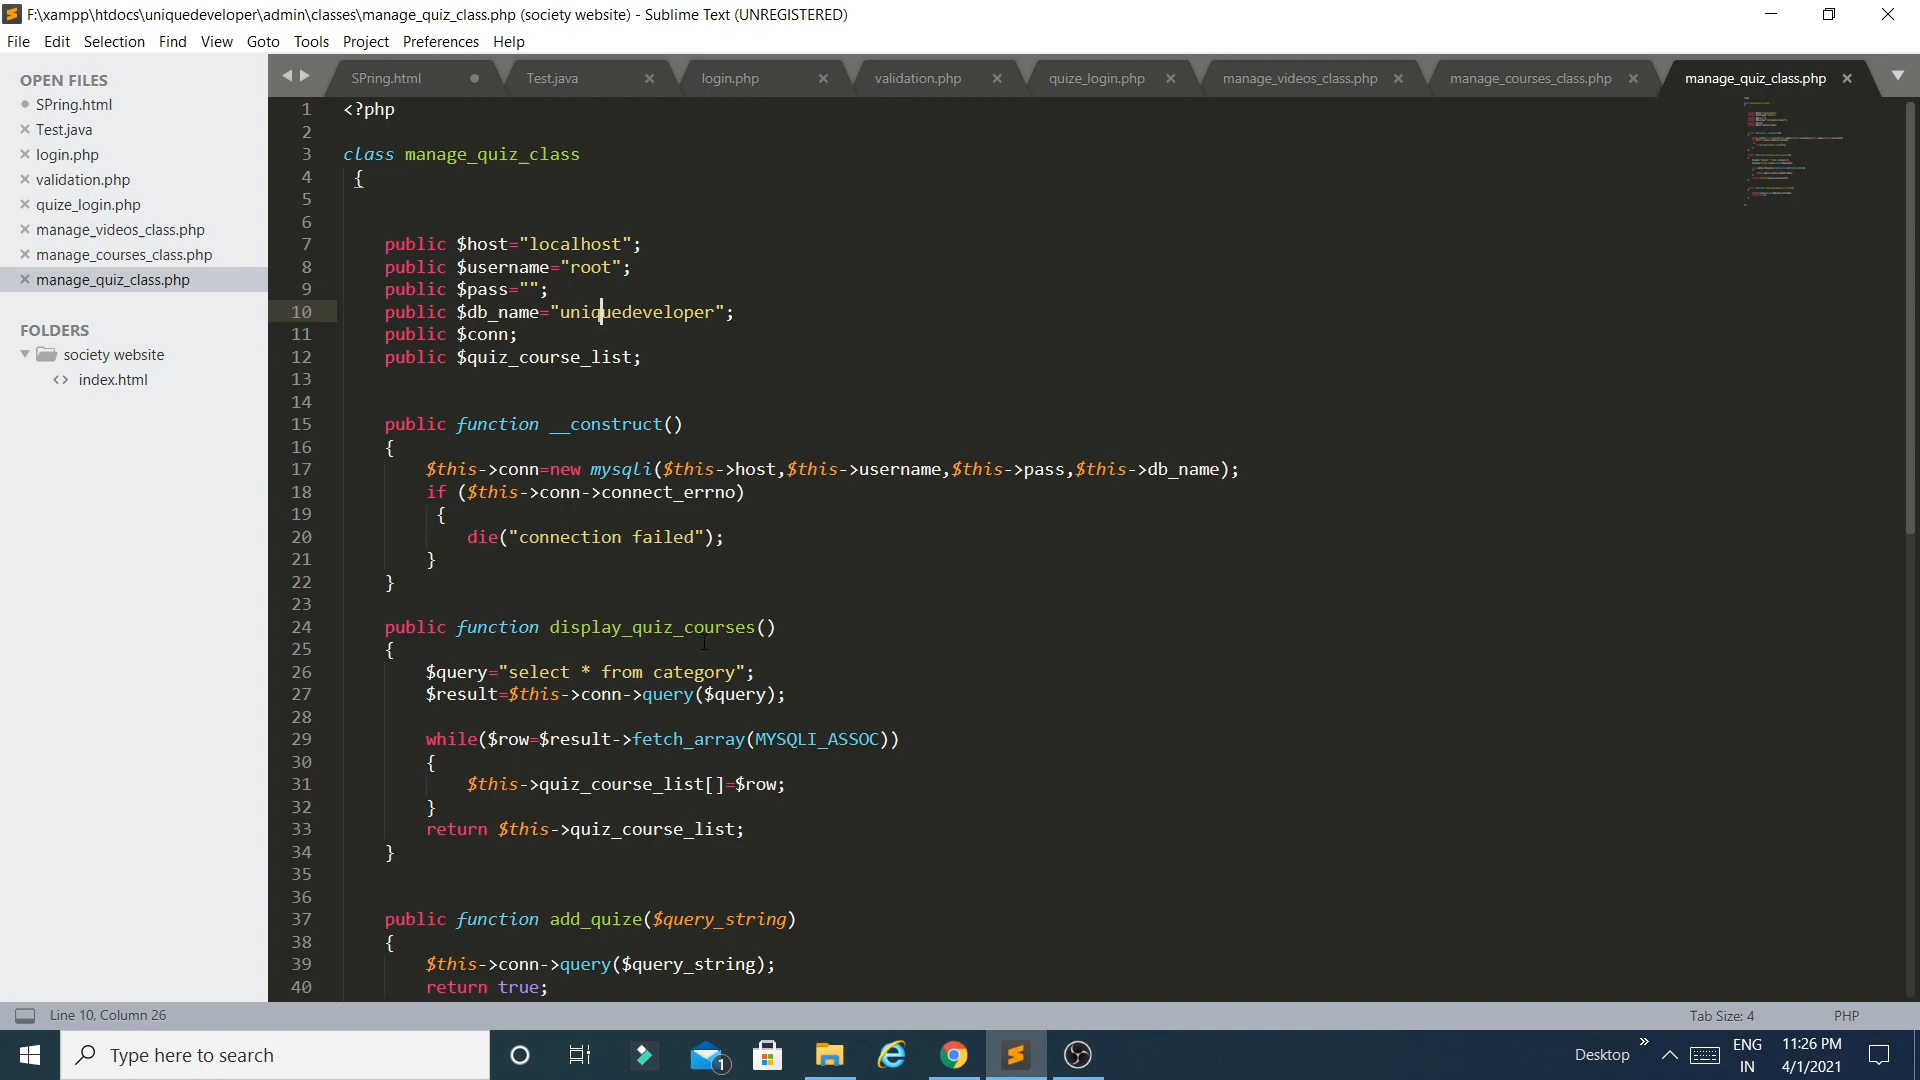 F:\xampp\htdocs\uniquedeveloper\admin\classes\manage_quiz_class.php (society website) - Sublime Text (UNREGISTERED)
File Edit Selection Find View Goto Tools Project Preferences Help
OPEN FILES
SPring.html
Test.java
login.php
validation.php
quize_login.php
manage_videos_class.php
manage_courses_class.php
manage_quiz_class.php
FOLDERS
society website
<> index.html
SPring.html Test.java login.php validation.php quize_login.php manage_videos_class.php manage_courses_class.php manage_quiz_class.php
1 <?php
2
3 class manage_quiz_class
4 {
5
6
7 public $host="localhost";
8 public $username="root";
9 public $pass="";
10 public $db_name="uniquedeveloper";
11 public $conn;
12 public $quiz_course_list;
13
14
15 public function __construct()
16 {
17 $this->conn=new mysqli($this->host,$this->username,$this->pass,$this->db_name);
18 if ($this->conn->connect_errno)
19 {
20 die("connection failed");
21 }
22 }
23
24 public function display_quiz_courses()
25 {
26 $query="select * from category";
27 $result=$this->conn->query($query);
28
29 while($row=$result->fetch_array(MYSQLI_ASSOC))
30 {
31 $this->quiz_course_list[]=$row;
32 }
33 return $this->quiz_course_list;
34 }
35
36
37 public function add_quize($query_string)
38 {
39 $this->conn->query($query_string);
40 return true;
Line 10, Column 26
Tab Size: 4
PHP
Type here to search
1
Desktop »
ENG
IN
11:26 PM
4/1/2021